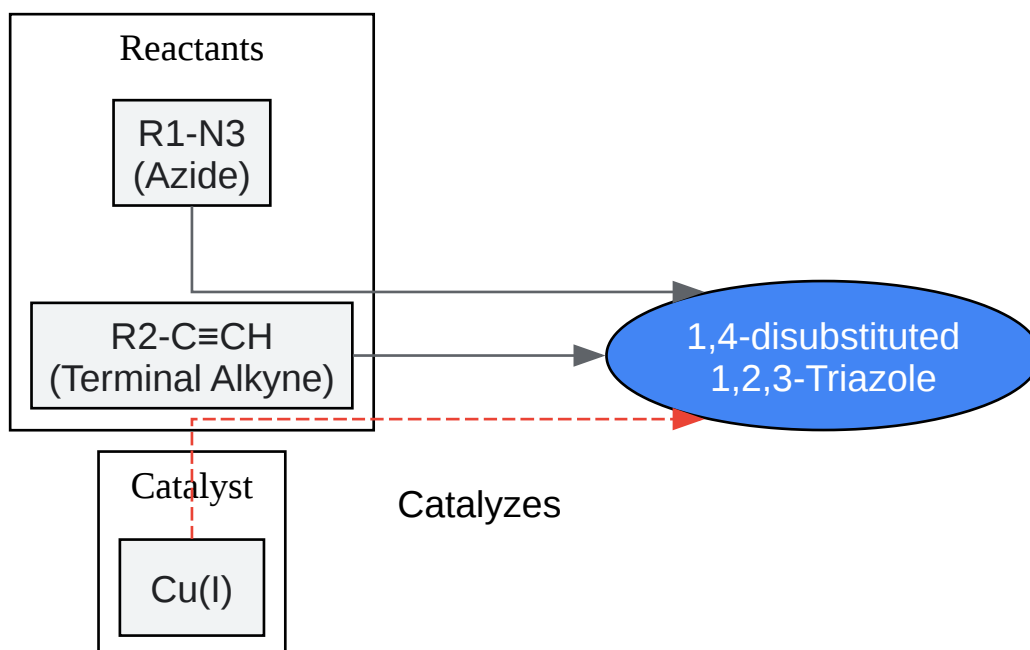 Reactants
R1-N3
(Azide)
R2-C≡CH
(Terminal Alkyne)
1,4-disubstituted
1,2,3-Triazole
Catalyst
Catalyzes
Cu(I)